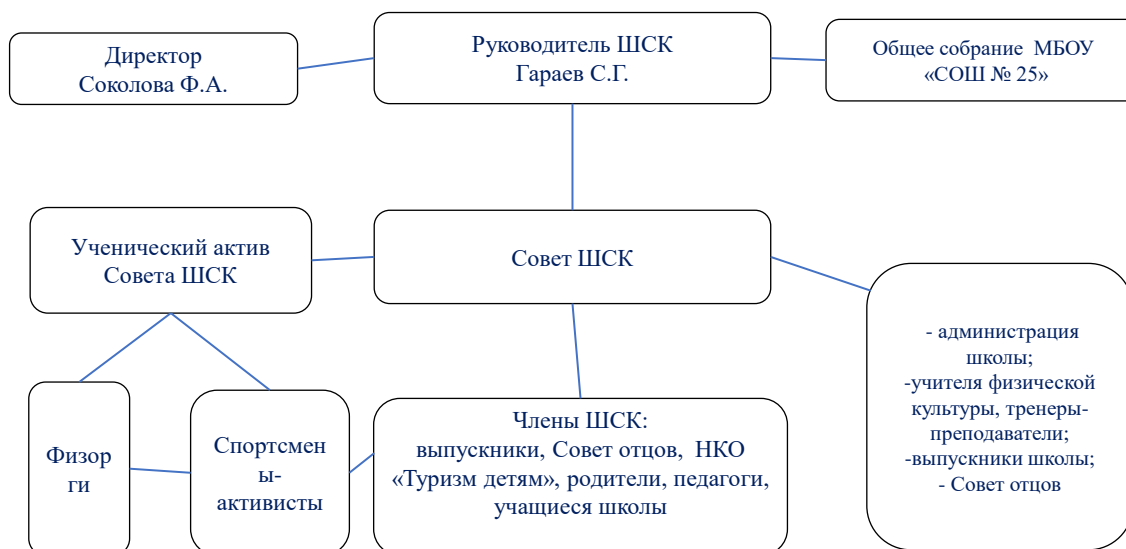 Директор
Соколова Ф.А.
Руководитель ШСК
Гараев С.Г.
Общее собрание МБОУ
«СОШ № 25»
Ученический актив
Совета ШСК
Совет ШСК
- администрация
школы;
-учителя физической
культуры, тренеры-
преподаватели;
-выпускники школы;
- Совет отцов
Физор
ги
Спортсмен
ы-
активисты
Члены ШСК:
выпускники, Совет отцов, НКО
«Туризм детям», родители, педагоги,
учащиеся школы